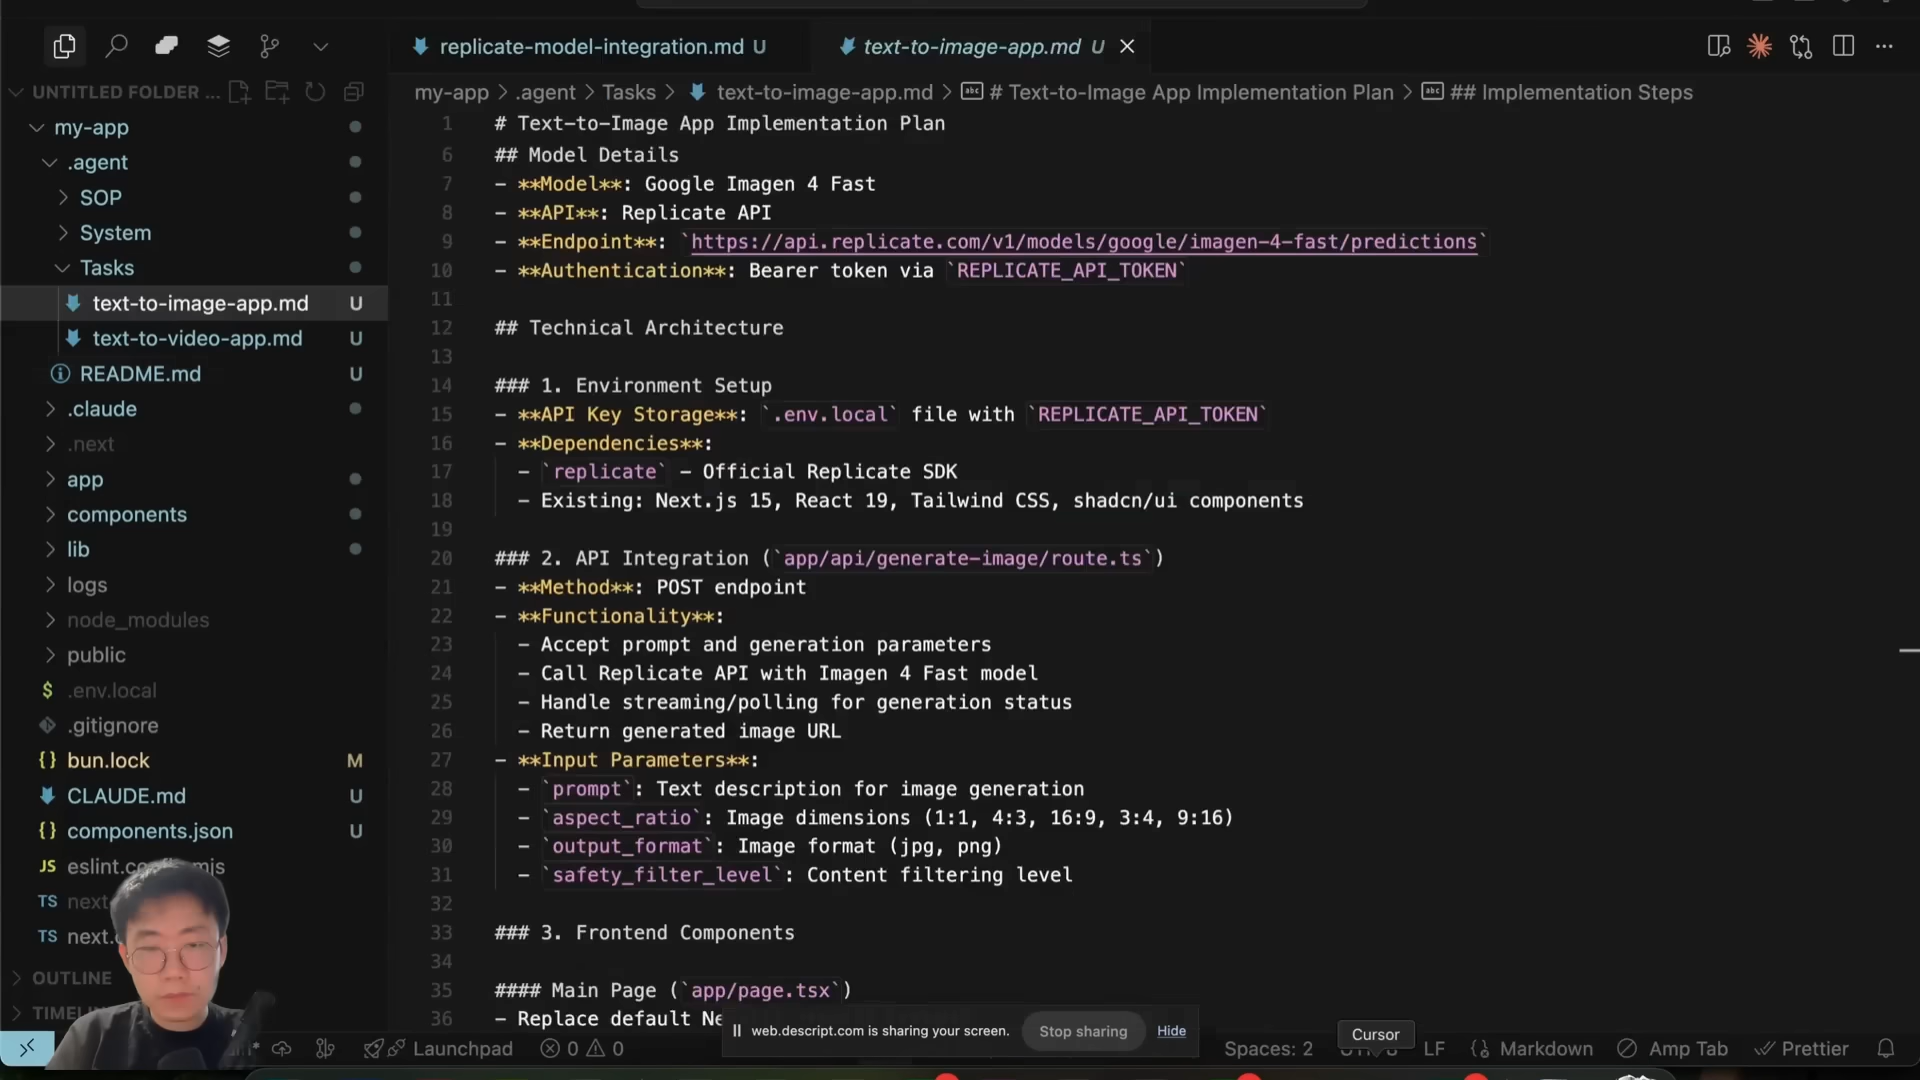 replicate-model-integration.md U
text-to-image-app.md U
UNTITLED FOLDER ...
my-app > .agent > Tasks > text-to-image-app.md > # Text-to-Image App Implementation Plan > ## Implementation Steps
my-app
.agent
SOP
System
Tasks
text-to-image-app.md U
text-to-video-app.md U
README.md U
.claude
.next
app
components
lib
logs
node_modules
public
$ .env.local
.gitignore
{} bun.lock M
CLAUDE.md U
{} components.json U
JS
TS next
TS next.
OUTLINE
1 # Text-to-Image App Implementation Plan
6 ## Model Details
7 - **Model**: Google Imagen 4 Fast
8 - **API**: Replicate API
9 - **Endpoint**: `https://api.replicate.com/v1/models/google/imagen-4-fast/predictions`
10 - **Authentication**: Bearer token via `REPLICATE_API_TOKEN`
11
12 ## Technical Architecture
13
14 ### 1. Environment Setup
15 - **API Key Storage**: `.env.local` file with `REPLICATE_API_TOKEN`
16 - **Dependencies**:
17 - `replicate` - Official Replicate SDK
18 - Existing: Next.js 15, React 19, Tailwind CSS, shadcn/ui components
19
20 ### 2. API Integration (`app/api/generate-image/route.ts`)
21 - **Method**: POST endpoint
22 - **Functionality**:
23 - Accept prompt and generation parameters
24 - Call Replicate API with Imagen 4 Fast model
25 - Handle streaming/polling for generation status
26 - Return generated image URL
27 - **Input Parameters**:
28 - `prompt`: Text description for image generation
29 - `aspect_ratio`: Image dimensions (1:1, 4:3, 16:9, 3:4, 9:16)
30 - `output_format`: Image format (jpg, png)
31 - `safety_filter_level`: Content filtering level
32
33 ### 3. Frontend Components
34
35 #### Main Page (`app/page.tsx`)
36 - Replace default Ne
web.descript.com is sharing your screen.
Stop sharing
Hide
Cursor
Launchpad
0
0
Spaces: 2
LF
{} Markdown
Amp Tab
Prettier